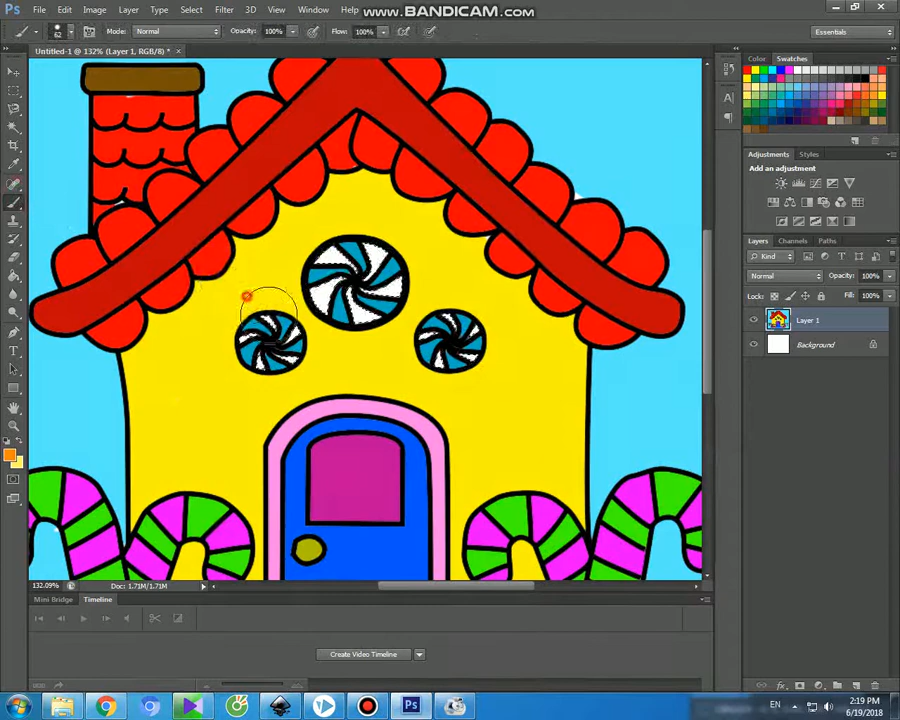 Ps File Edit Image Layer Type Select Filter 3D View Window Help www.BANDICAM.com
62 Mode: Normal Opacity: 100% Flow: 100% Essentials
Untitled-1 @ 132% (Layer 1, RGB/8) * ×
Color Swatches
Adjustments Styles
Add an adjustment
Layers Channels Paths
Kind
Normal Opacity: 100%
Lock: Fill: 100%
Layer 1
Background
132.09% Doc: 1.71M/1.71M
Mini Bridge Timeline
Create Video Timeline
EN 2:19 PM
6/19/2018